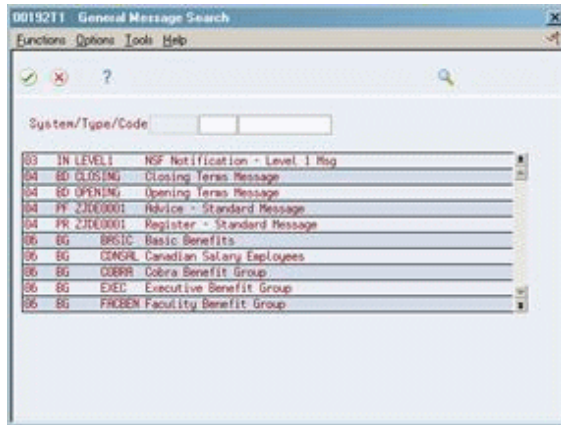 00192T1 General Message Search
Functions Options Tools Help
?
System/Type/Code
03 IN LEVEL1 NSF Notification - Level 1 Msg
04 BD CLOSING Closing Terms Message
04 BD OPENING Opening Terms Message
04 PF ZJDE0001 Advice - Standard Message
04 PR ZJDE0001 Register - Standard Message
06 BG BASIC Basic Benefits
06 BG CDNSAL Canadian Salary Employees
06 BG COBRA Cobra Benefit Group
06 BG EXEC Executive Benefit Group
06 BG FACBEN Faculity Benefit Group